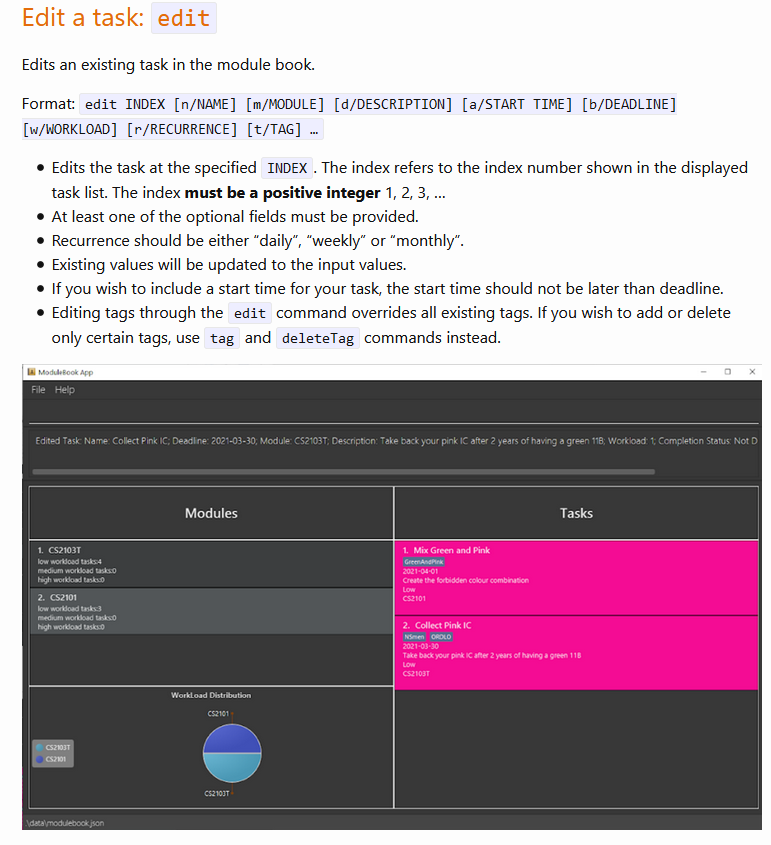 Edit a task: edit
Edits an existing task in the module book.
Format: edit INDEX [n/NAME] [m/MODULE] [d/DESCRIPTION] [a/START TIME] [b/DEADLINE]
[w/WORKLOAD] [r/RECURRENCE] [t/TAG] …
• Edits the task at the specified INDEX. The index refers to the index number shown in the displayed
task list. The index must be a positive integer 1, 2, 3, …
• At least one of the optional fields must be provided.
• Recurrence should be either “daily”, “weekly” or “monthly”.
• Existing values will be updated to the input values.
• If you wish to include a start time for your task, the start time should not be later than deadline.
• Editing tags through the edit command overrides all existing tags. If you wish to add or delete
only certain tags, use tag and deleteTag commands instead.
ModuleBook App
File Help
Edited Task: Name: Collect Pink IC; Deadline: 2021-03-30; Module: CS2103T; Description: Take back your pink IC after 2 years of having a green 11B; Workload: 1; Completion Status: Not D
Modules
1. CS2103T
low workload tasks:4
medium workload tasks:0
high workload tasks:0
2. CS2101
low workload tasks:3
medium workload tasks:0
high workload tasks:0
WorkLoad Distribution
CS2101
CS2103T
CS2101
CS2103T
Tasks
1. Mix Green and Pink
GreenAndPink
2021-04-01
Create the forbidden colour combination
Low
CS2101
2. Collect Pink IC
NSmen ORDLO
2021-03-30
Take back your pink IC after 2 years of having a green 11B
Low
CS2103T
\data\modulebook.json